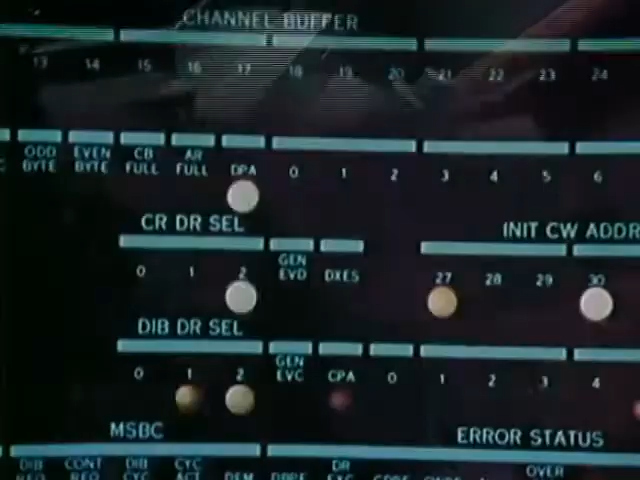 CHANNEL BUFFER
13 14 15 16 17 18 19 20 21 22 23 24
ODD BYTE EVEN BYTE CB FULL AR FULL DPA 0 1 2 3 4 5 6
CR DR SEL INIT CW ADDR
0 1 2 GEN EVD DXES 27 28 29 30
DIB DR SEL
0 1 2 GEN EVC CPA 0 1 2 3 4
MSBC ERROR STATUS
DIB CONT DIB CYC DR OVER
CYC ACT